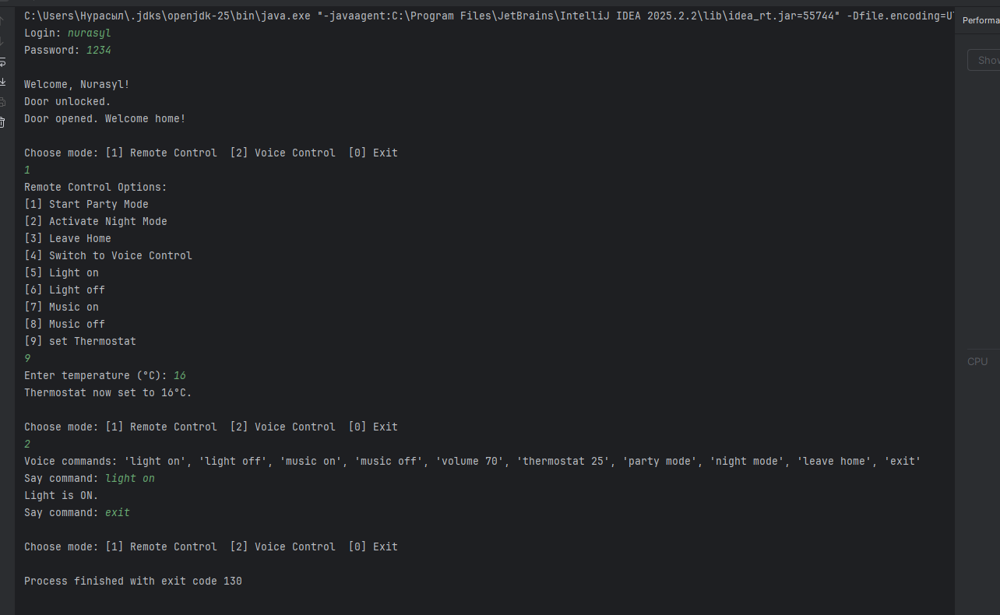 C:\Users\Нурасыл\.jdks\openjdk-25\bin\java.exe "-javaagent:C:\Program Files\JetBrains\IntelliJ IDEA 2025.2.2\lib\idea_rt.jar=55744" -Dfile.encoding=U
Performa
Login: nurasyl
Password: 1234
Show
Welcome, Nurasyl!
Door unlocked.
Door opened. Welcome home!
Choose mode: [1] Remote Control  [2] Voice Control  [0] Exit
1
Remote Control Options:
[1] Start Party Mode
[2] Activate Night Mode
[3] Leave Home
[4] Switch to Voice Control
[5] Light on
[6] Light off
[7] Music on
[8] Music off
[9] set Thermostat
9
CPU
Enter temperature (°C): 16
Thermostat now set to 16°C.
Choose mode: [1] Remote Control  [2] Voice Control  [0] Exit
2
Voice commands: 'light on', 'light off', 'music on', 'music off', 'volume 70', 'thermostat 25', 'party mode', 'night mode', 'leave home', 'exit'
Say command: light on
Light is ON.
Say command: exit
Choose mode: [1] Remote Control  [2] Voice Control  [0] Exit
Process finished with exit code 130